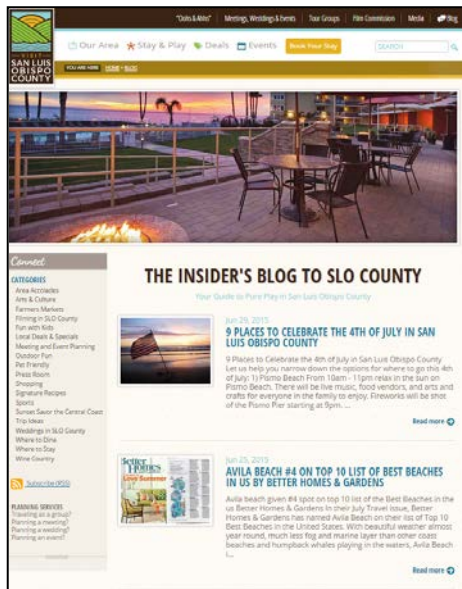 "Oohs & Ahhs"
Meetings, Weddings & Events
Tour Groups
Film Commission
Media
Blog
VISIT
SAN LUIS
OBISPO
COUNTY
Our Area
Stay & Play
Deals
Events
Book Your Stay
SEARCH
YOU ARE HERE: HOME > BLOG
Connect
CATEGORIES
Area Accolades
Arts & Culture
Farmers Markets
Filming in SLO County
Fun with Kids
Local Deals & Specials
Meeting and Event Planning
Outdoor Fun
Pet Friendly
Press Room
Shopping
Signature Recipes
Sports
Sunset Savor the Central Coast
Trip Ideas
Weddings in SLO County
Where to Dine
Where to Stay
Wine Country
Subscribe (RSS)
PLANNING SERVICES
Traveling as a group?
Planning a meeting?
Planning a wedding?
Planning an event?
THE INSIDER'S BLOG TO SLO COUNTY
Your Guide to Pure Play in San Luis Obispo County
Jun 29, 2015
9 PLACES TO CELEBRATE THE 4TH OF JULY IN SAN
LUIS OBISPO COUNTY
9 Places to Celebrate the 4th of July in San Luis Obispo County
Let us help you narrow down the options for where to go this 4th
of July: 1) Pismo Beach From 10am - 11pm relax in the sun on
Pismo Beach. There will be live music, food vendors, and arts and
crafts for everyone in the family to enjoy. Fireworks will be shot
of the Pismo Pier starting at 9pm. ...
Read more
Better
Homes
Love Summer
Jun 25, 2015
AVILA BEACH #4 ON TOP 10 LIST OF BEST BEACHES
IN US BY BETTER HOMES & GARDENS
Avila beach given #4 spot on top 10 list of the Best Beaches in the
us Better Homes & Gardens In their July Travel issue, Better
Homes & Gardens has named Avila Beach on their list of Top 10
Best Beaches in the United States. With beautiful weather almost
year round, much less fog and marine layer than other coast
beaches and humpback whales playing in the waters, Avila Beach
i...
Read more